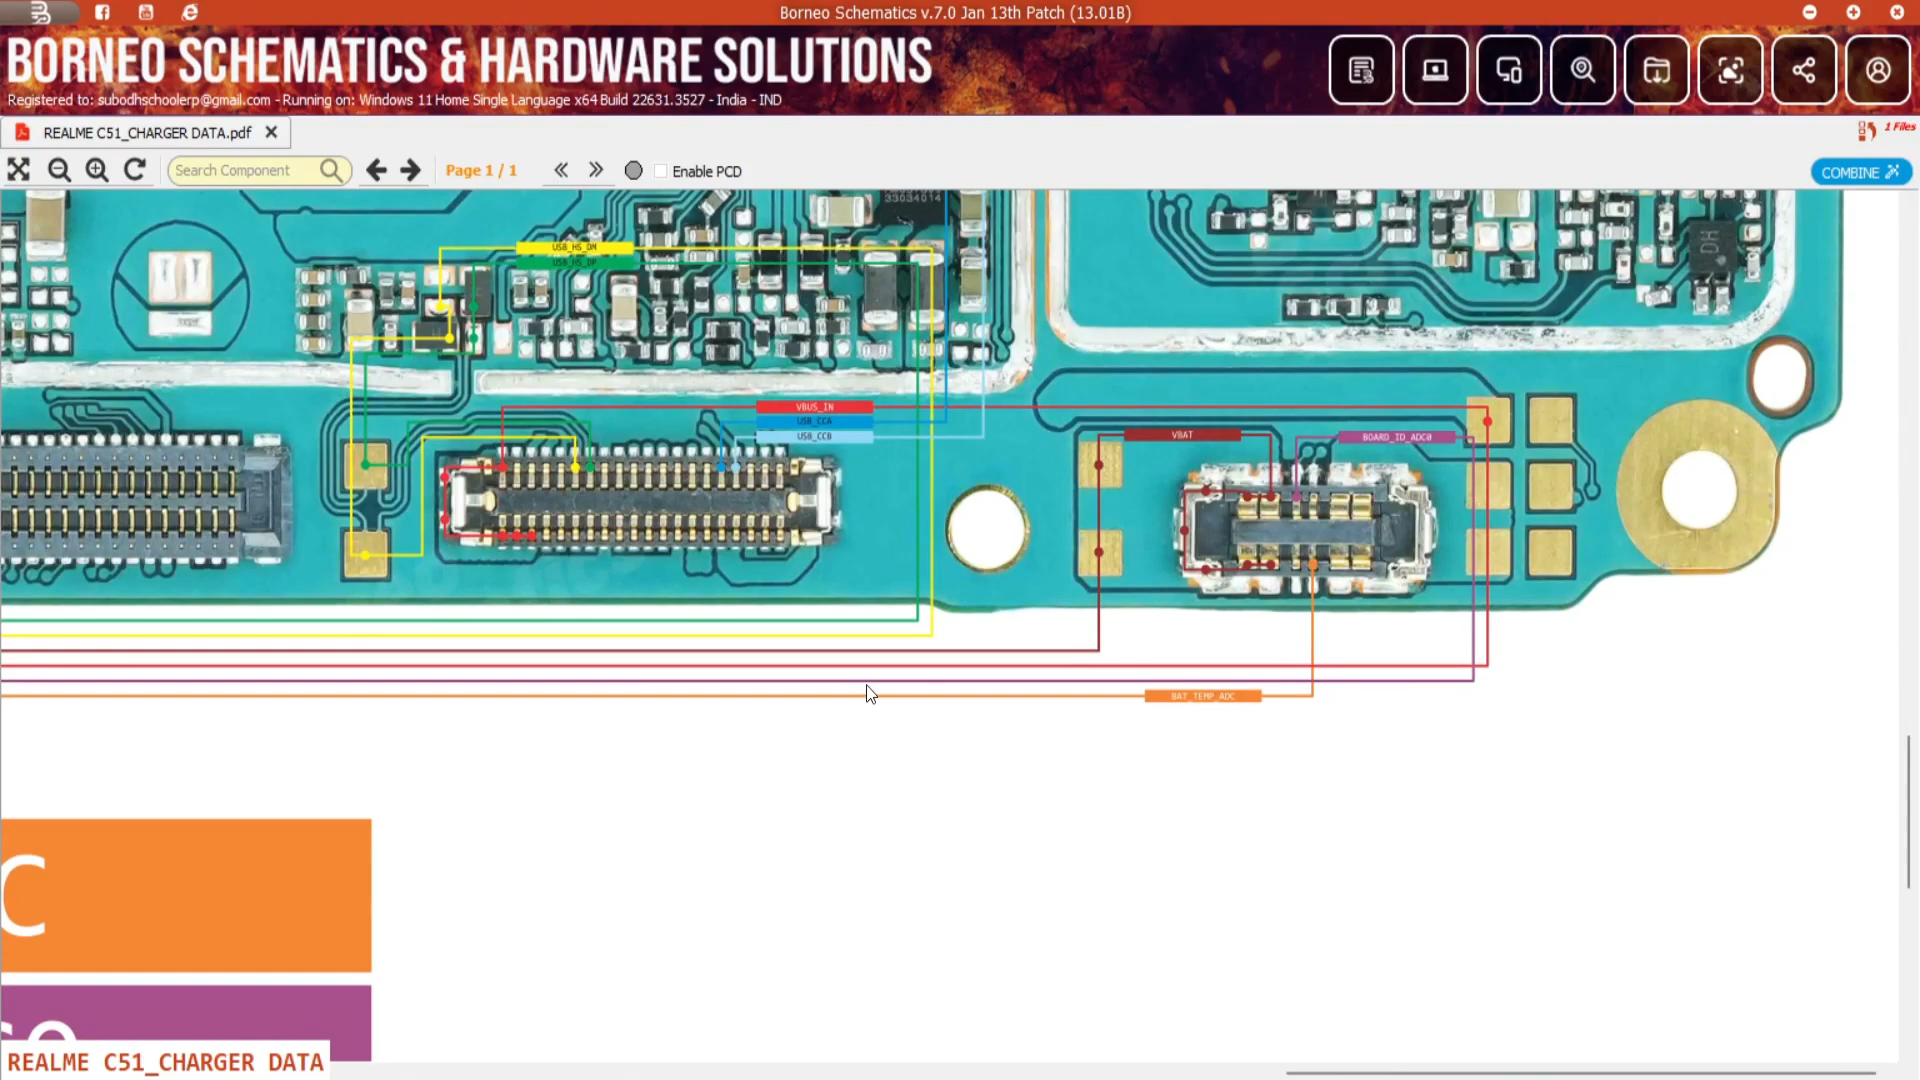 Borneo Schematics v.7.0 Jan 13th Patch (13.01B)
BORNEO SCHEMATICS & HARDWARE SOLUTIONS
Registered to: subodhschoolerp@gmail.com - Running on: Windows 11 Home Single Language x64 Build 22631.3527 - India - IND
REALME C51_CHARGER DATA.pdf
1 Files
Search Component
Page 1 / 1
Enable PCD
COMBINE
33034014
USB_HS_DM
USB_HS_DP
DH
VBUS_IN
USB_CCA
USB_CCB
VBAT
BOARD_ID_ADC0
BAT_TEMP_ADC
C
REALME C51_CHARGER DATA